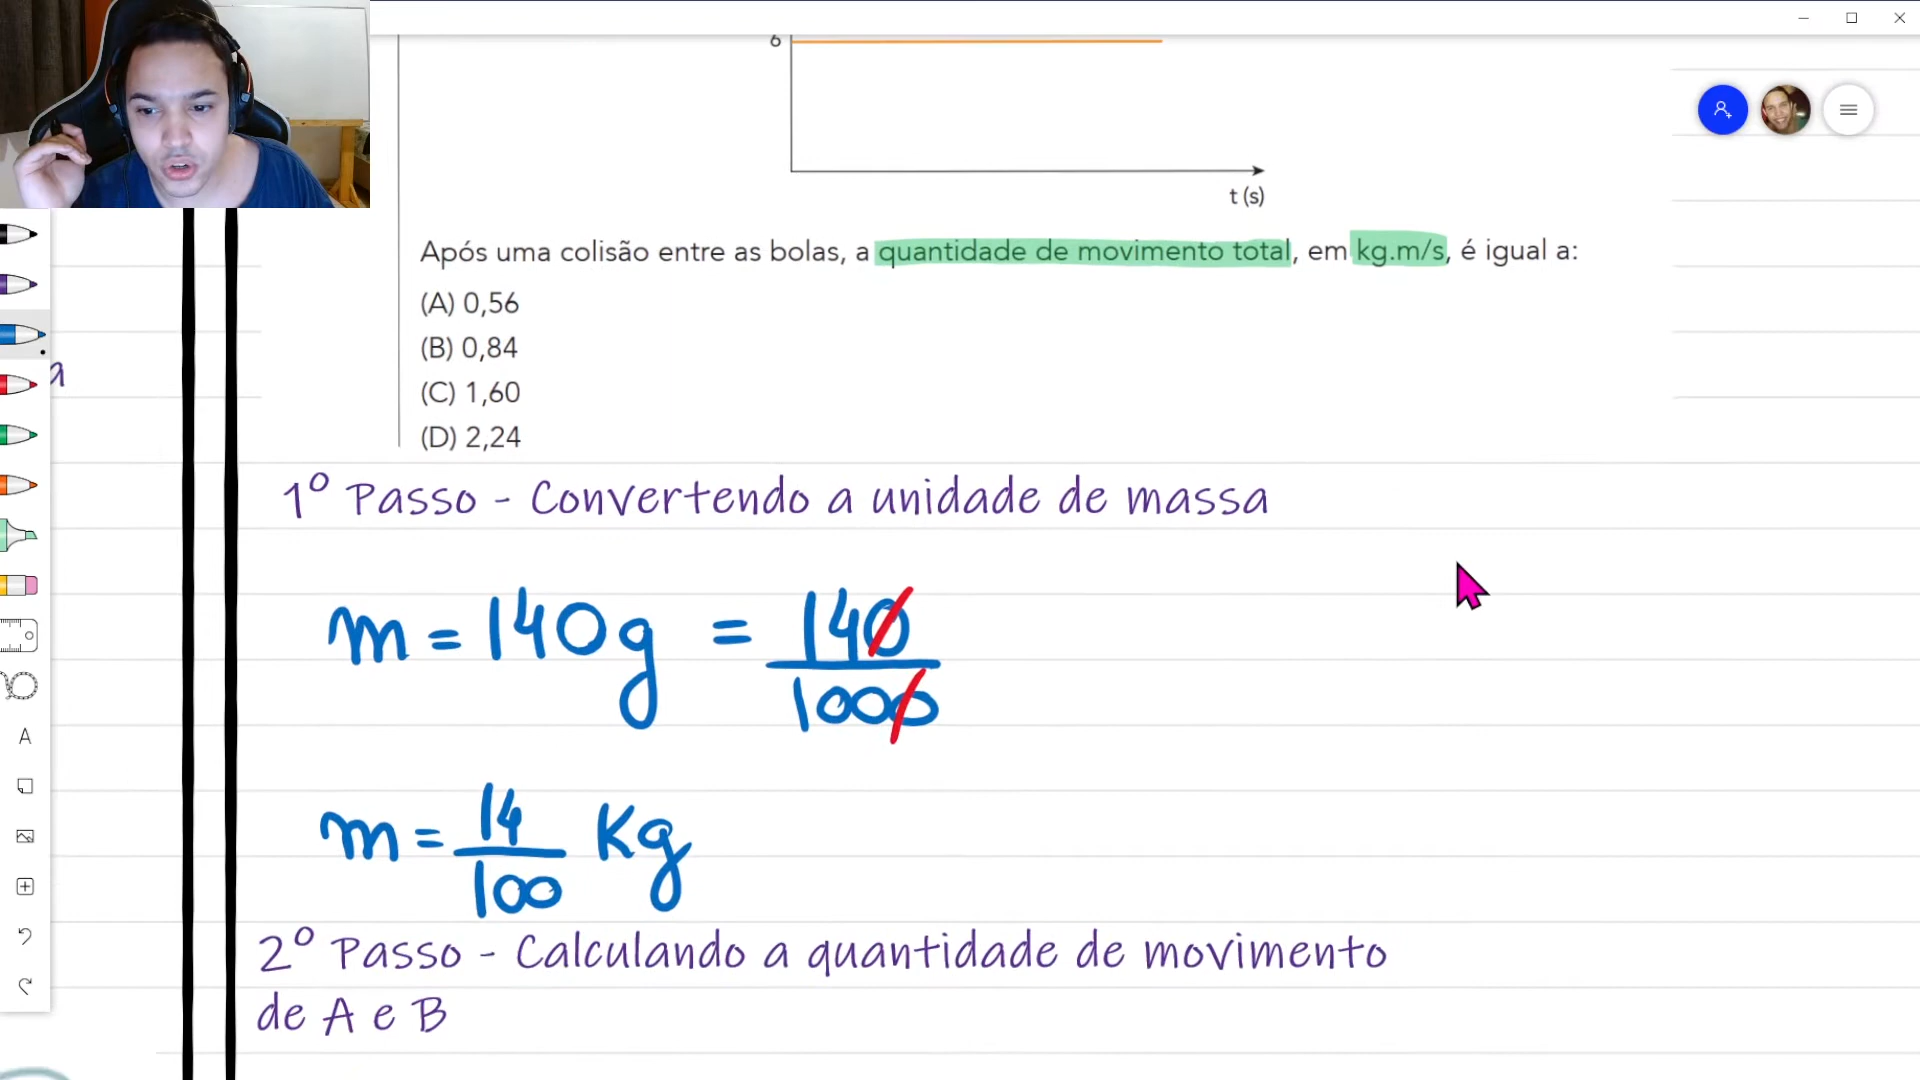 6
t (s)
Após uma colisão entre as bolas, a quantidade de movimento total, em kg.m/s, é igual a:
(A) 0,56
(B) 0,84
(C) 1,60
(D) 2,24
1º Passo - Convertendo a unidade de massa
m = 140g = 140/1000
m = 14/100 Kg
2º Passo - Calculando a quantidade de movimento
de A e B
a
A